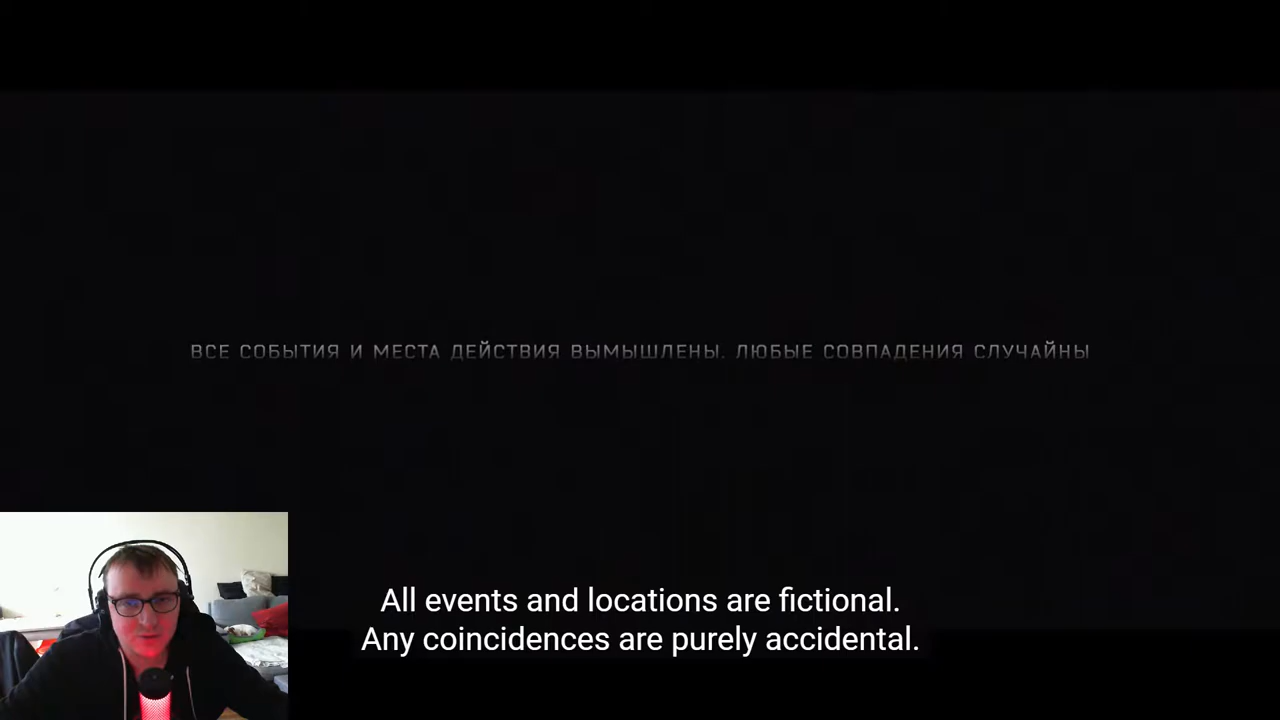 ВСЕ СОБЫТИЯ И МЕСТА ДЕЙСТВИЯ ВЫМЫШЛЕНЫ. ЛЮБЫЕ СОВПАДЕНИЯ СЛУЧАЙНЫ
All events and locations are fictional.
Any coincidences are purely accidental.